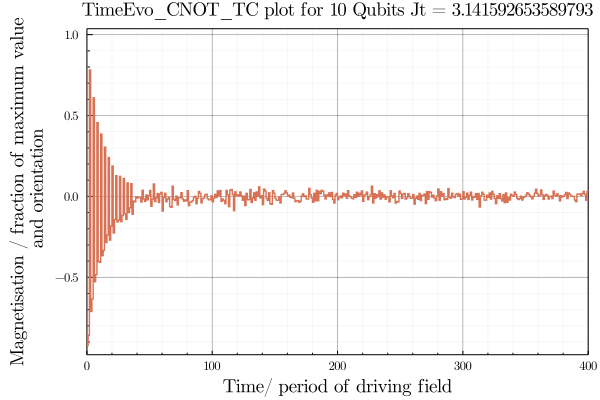 TimeEvo_CNOT_TC plot for 10 Qubits Jt = 3.141592653589793
Magnetisation / fraction of maximum value
and orientation
1.0
0.5
0.0
−0.5
0
100
200
300
400
Time/ period of driving field